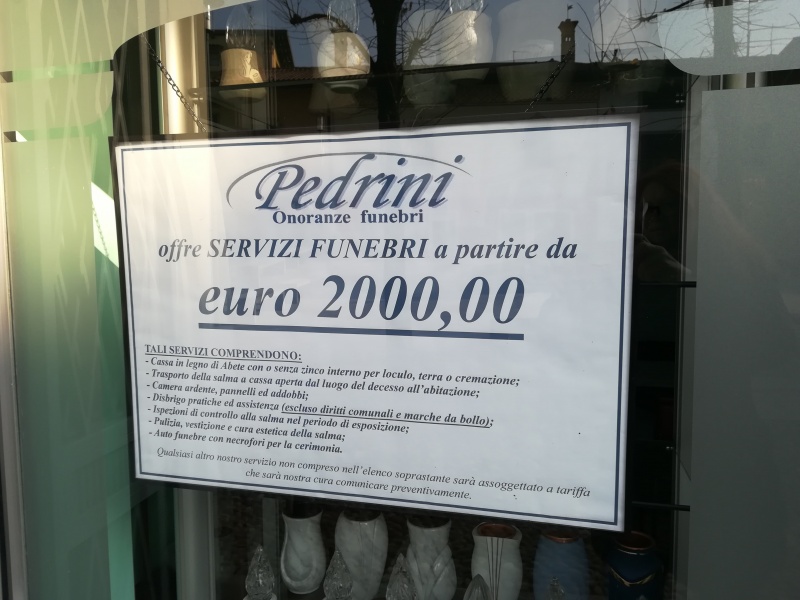 Pedrini
Onoranze funebri
offre SERVIZI FUNEBRI a partire da
euro 2000,00
TALI SERVIZI COMPRENDONO:
- Cassa in legno di Abete con o senza zinco interno per loculo, terra o cremazione;
- Trasporto della salma a cassa aperta dal luogo del decesso all'abitazione;
- Camera ardente, pannelli ed addobbi;
- Disbrigo pratiche ed assistenza (escluso diritti comunali e marche da bollo);
- Ispezioni di controllo alla salma nel periodo di esposizione;
- Pulizia, vestizione e cura estetica della salma;
- Auto funebre con necrofori per la cerimonia.
Qualsiasi altro nostro servizio non compreso nell'elenco soprastante sarà assoggettato a tariffa
che sarà nostra cura comunicare preventivamente.